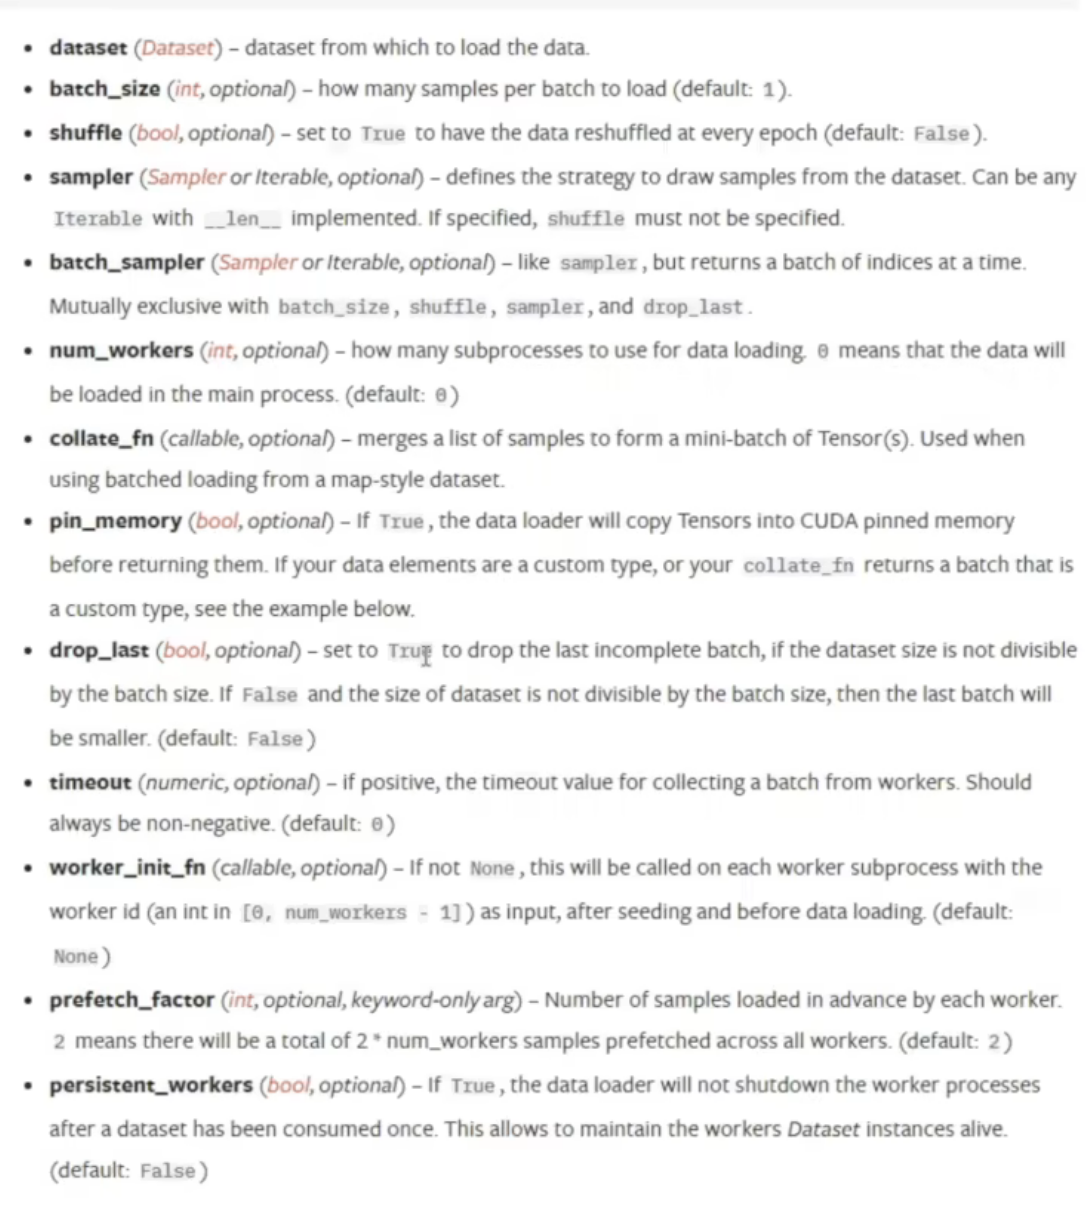 • dataset (Dataset) – dataset from which to load the data.
• batch_size (int, optional) – how many samples per batch to load (default: 1).
• shuffle (bool, optional) – set to True to have the data reshuffled at every epoch (default: False).
• sampler (Sampler or Iterable, optional) – defines the strategy to draw samples from the dataset. Can be any
Iterable with __len__ implemented. If specified, shuffle must not be specified.
• batch_sampler (Sampler or Iterable, optional) – like sampler, but returns a batch of indices at a time.
Mutually exclusive with batch_size, shuffle, sampler, and drop_last.
• num_workers (int, optional) – how many subprocesses to use for data loading. 0 means that the data will
be loaded in the main process. (default: 0)
• collate_fn (callable, optional) – merges a list of samples to form a mini-batch of Tensor(s). Used when
using batched loading from a map-style dataset.
• pin_memory (bool, optional) – If True, the data loader will copy Tensors into CUDA pinned memory
before returning them. If your data elements are a custom type, or your collate_fn returns a batch that is
a custom type, see the example below.
• drop_last (bool, optional) – set to True to drop the last incomplete batch, if the dataset size is not divisible
by the batch size. If False and the size of dataset is not divisible by the batch size, then the last batch will
be smaller. (default: False)
• timeout (numeric, optional) – if positive, the timeout value for collecting a batch from workers. Should
always be non-negative. (default: 0)
• worker_init_fn (callable, optional) – If not None, this will be called on each worker subprocess with the
worker id (an int in [0, num_workers - 1]) as input, after seeding and before data loading. (default:
None)
• prefetch_factor (int, optional, keyword-only arg) – Number of samples loaded in advance by each worker.
2 means there will be a total of 2 * num_workers samples prefetched across all workers. (default: 2)
• persistent_workers (bool, optional) – If True, the data loader will not shutdown the worker processes
after a dataset has been consumed once. This allows to maintain the workers Dataset instances alive.
(default: False)